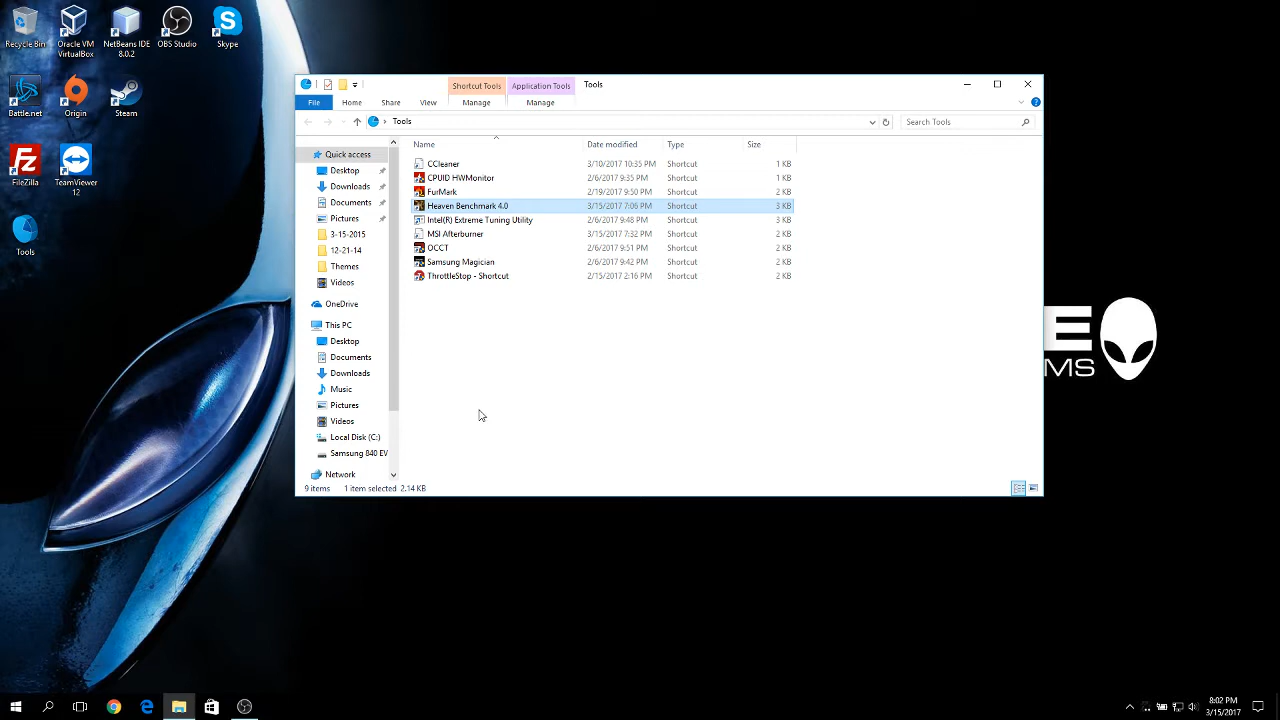 Recycle Bin
Oracle VM
VirtualBox
NetBeans IDE
8.0.2
OBS Studio
Skype
Battle.net
Origin
Steam
FileZilla
TeamViewer
12
Tools
Shortcut Tools
Application Tools
Tools
File
Home
Share
View
Manage
Manage
Tools
Search Tools
Name
Date modified
Type
Size
CCleaner 3/10/2017 10:35 PM Shortcut 1 KB
CPUID HWMonitor 2/6/2017 9:35 PM Shortcut 1 KB
FurMark 2/19/2017 9:50 PM Shortcut 2 KB
Heaven Benchmark 4.0 3/15/2017 7:06 PM Shortcut 3 KB
Intel(R) Extreme Tuning Utility 2/6/2017 9:48 PM Shortcut 3 KB
MSI Afterburner 3/15/2017 7:32 PM Shortcut 2 KB
OCCT 2/6/2017 9:51 PM Shortcut 2 KB
Samsung Magician 2/6/2017 9:42 PM Shortcut 2 KB
ThrottleStop - Shortcut 2/15/2017 2:16 PM Shortcut 2 KB
Quick access
Desktop
Downloads
Documents
Pictures
3-15-2015
12-21-14
Themes
Videos
OneDrive
This PC
Desktop
Documents
Downloads
Music
Pictures
Videos
Local Disk (C:)
Samsung 840 EV
Network
9 items 1 item selected 2.14 KB
E
MS
8:02 PM
3/15/2017